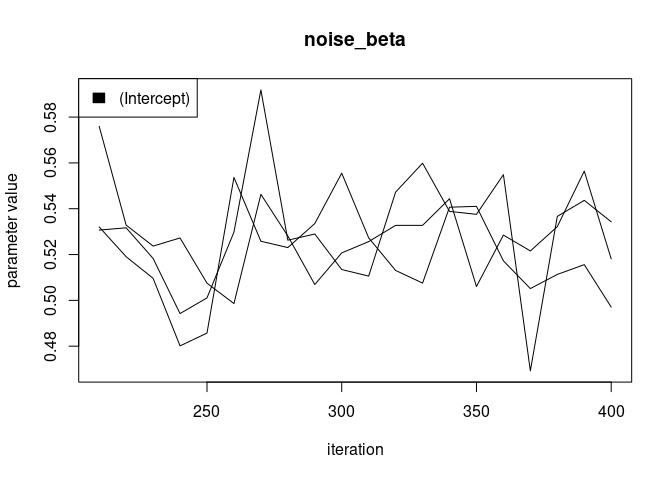 noise_beta
(Intercept)
parameter value
0.58
0.56
0.54
0.52
0.50
0.48
250 300 350 400
iteration